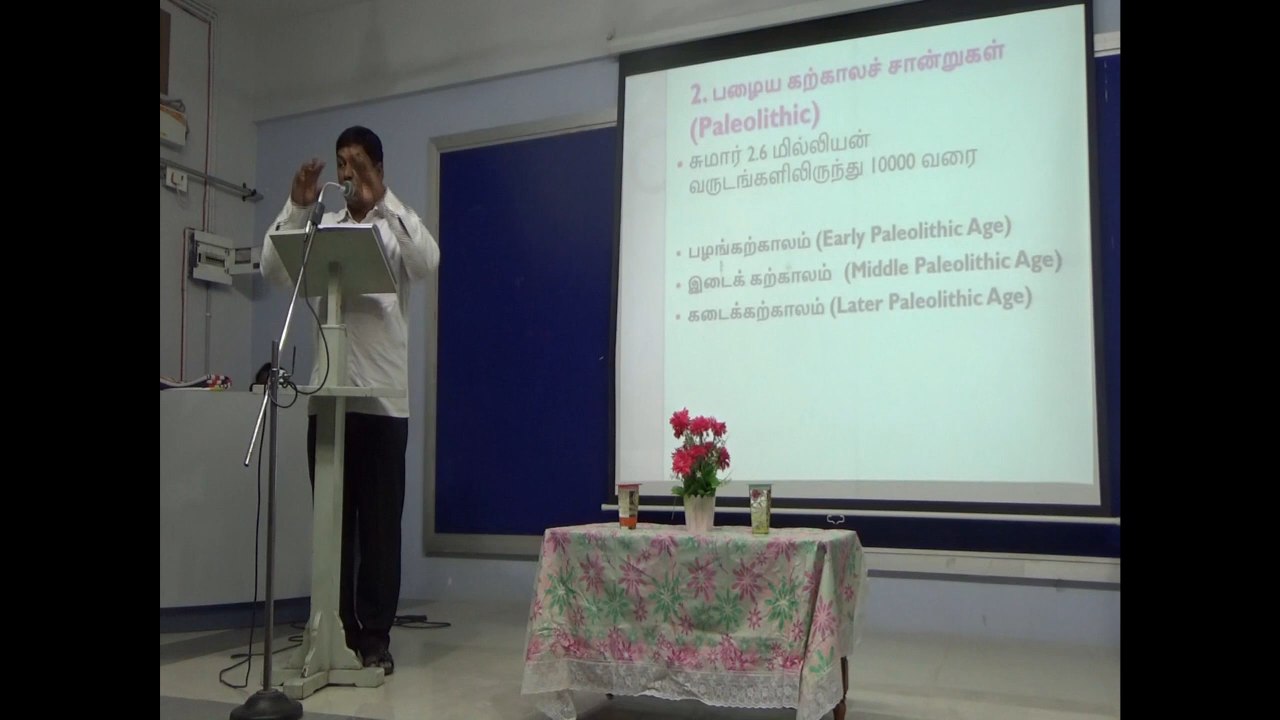 2. பழைய கற்காலச் சான்றுகள்
(Paleolithic)
• சுமார் 2.6 மில்லியன்
வருடங்களிலிருந்து 10000 வரை
• பழங்கற்காலம் (Early Paleolithic Age)
• இடைக் கற்காலம் (Middle Paleolithic Age)
• கடைக்கற்காலம் (Later Paleolithic Age)